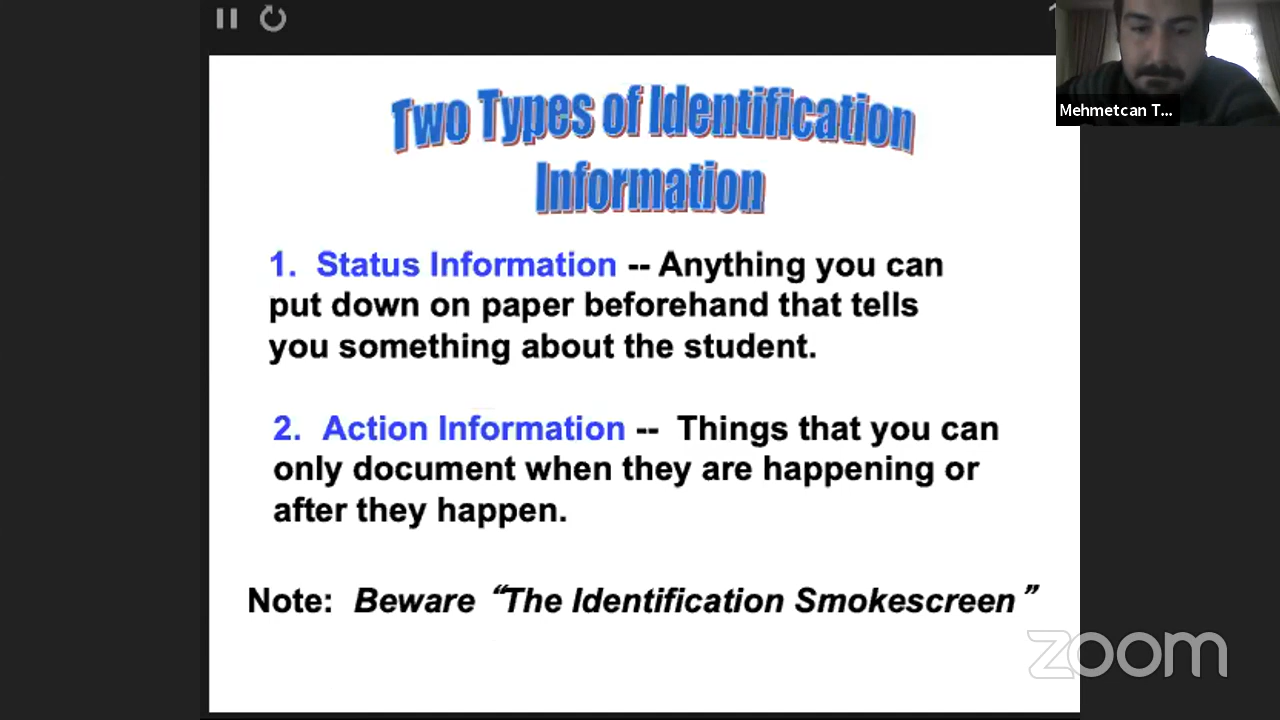 Two Types of Identification
Information
1. Status Information -- Anything you can
put down on paper beforehand that tells
you something about the student.
2. Action Information -- Things that you can
only document when they are happening or
after they happen.
Note: Beware “The Identification Smokescreen”
Mehmetcan T...
zoom